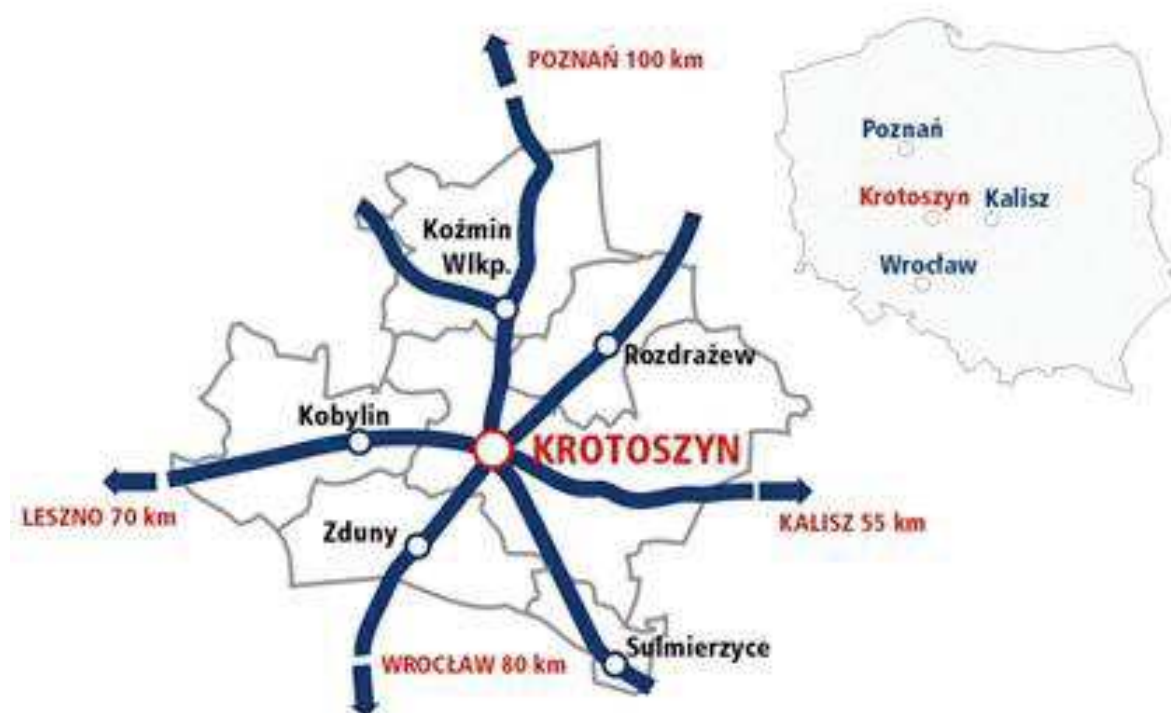 POZNAŃ 100 km
Koźmin
Wlkp.
Rozdrażew
Kobylin
KROTOSZYN
LESZNO 70 km
KALISZ 55 km
Zduny
WROCŁAW 80 km
Sulmierzyce
Poznań
Krotoszyn Kalisz
Wrocław